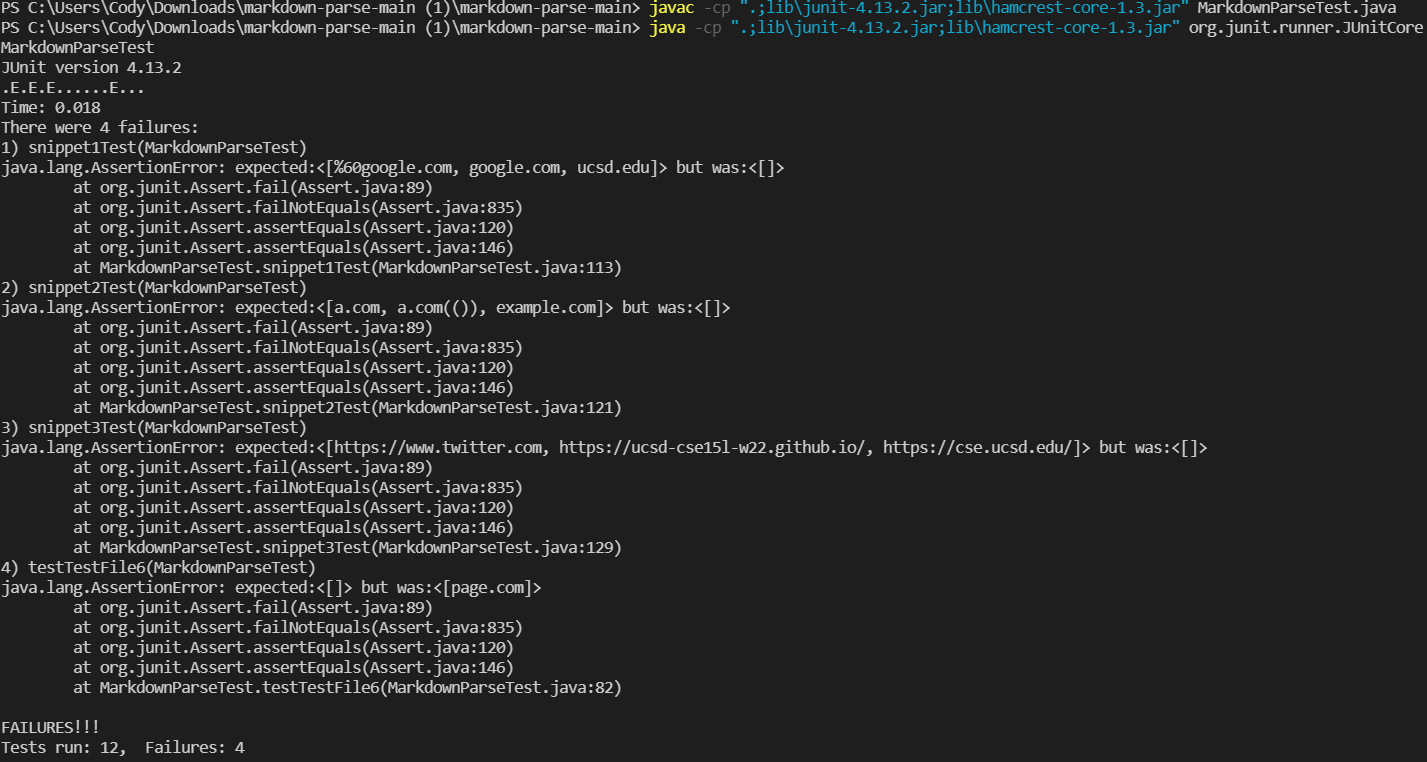 PS C:\Users\Cody\Downloads\markdown-parse-main (1)\markdown-parse-main> javac -cp ".;lib\junit-4.13.2.jar;lib\hamcrest-core-1.3.jar" MarkdownParseTest.java
PS C:\Users\Cody\Downloads\markdown-parse-main (1)\markdown-parse-main> java -cp ".;lib\junit-4.13.2.jar;lib\hamcrest-core-1.3.jar" org.junit.runner.JUnitCore
MarkdownParseTest
JUnit version 4.13.2
.E.E.E......E...
Time: 0.018
There were 4 failures:
1) snippet1Test(MarkdownParseTest)
java.lang.AssertionError: expected:<[%60google.com, google.com, ucsd.edu]> but was:<[]>
        at org.junit.Assert.fail(Assert.java:89)
        at org.junit.Assert.failNotEquals(Assert.java:835)
        at org.junit.Assert.assertEquals(Assert.java:120)
        at org.junit.Assert.assertEquals(Assert.java:146)
        at MarkdownParseTest.snippet1Test(MarkdownParseTest.java:113)
2) snippet2Test(MarkdownParseTest)
java.lang.AssertionError: expected:<[a.com, a.com(()), example.com]> but was:<[]>
        at org.junit.Assert.fail(Assert.java:89)
        at org.junit.Assert.failNotEquals(Assert.java:835)
        at org.junit.Assert.assertEquals(Assert.java:120)
        at org.junit.Assert.assertEquals(Assert.java:146)
        at MarkdownParseTest.snippet2Test(MarkdownParseTest.java:121)
3) snippet3Test(MarkdownParseTest)
java.lang.AssertionError: expected:<[https://www.twitter.com, https://ucsd-cse15l-w22.github.io/, https://cse.ucsd.edu/]> but was:<[]>
        at org.junit.Assert.fail(Assert.java:89)
        at org.junit.Assert.failNotEquals(Assert.java:835)
        at org.junit.Assert.assertEquals(Assert.java:120)
        at org.junit.Assert.assertEquals(Assert.java:146)
        at MarkdownParseTest.snippet3Test(MarkdownParseTest.java:129)
4) testTestFile6(MarkdownParseTest)
java.lang.AssertionError: expected:<[]> but was:<[page.com]>
        at org.junit.Assert.fail(Assert.java:89)
        at org.junit.Assert.failNotEquals(Assert.java:835)
        at org.junit.Assert.assertEquals(Assert.java:120)
        at org.junit.Assert.assertEquals(Assert.java:146)
        at MarkdownParseTest.testTestFile6(MarkdownParseTest.java:82)

FAILURES!!!
Tests run: 12,  Failures: 4